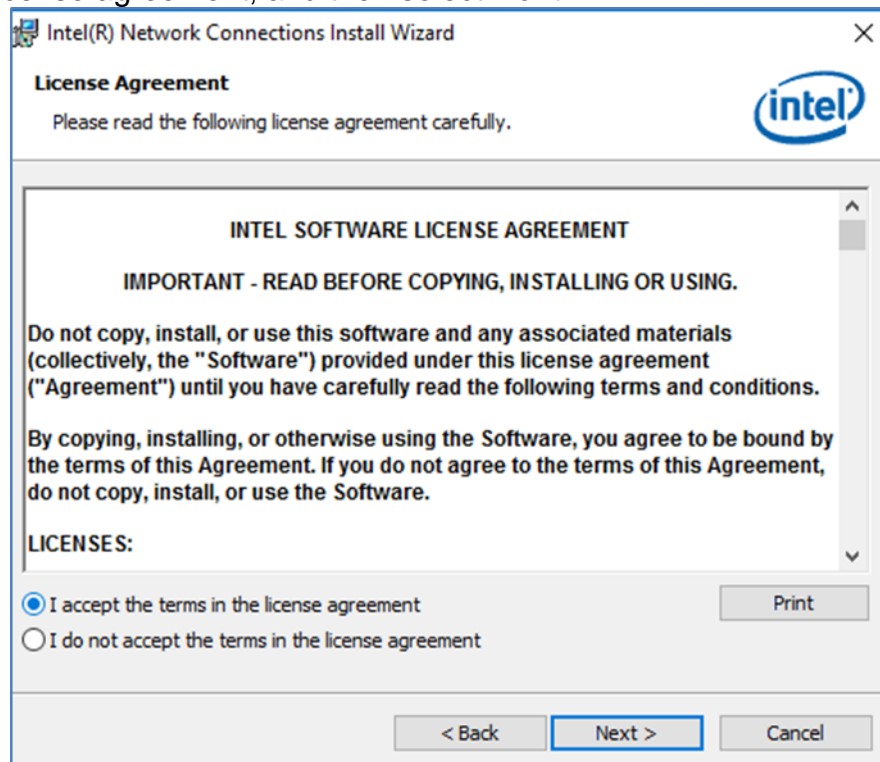 Intel(R) Network Connections Install Wizard
License Agreement
Please read the following license agreement carefully.
intel
INTEL SOFTWARE LICENSE AGREEMENT
IMPORTANT - READ BEFORE COPYING, INSTALLING OR USING.
Do not copy, install, or use this software and any associated materials
(collectively, the "Software") provided under this license agreement
("Agreement") until you have carefully read the following terms and conditions.
By copying, installing, or otherwise using the Software, you agree to be bound by
the terms of this Agreement. If you do not agree to the terms of this Agreement,
do not copy, install, or use the Software.
LICENSES:
I accept the terms in the license agreement
Print
I do not accept the terms in the license agreement
< Back
Next >
Cancel